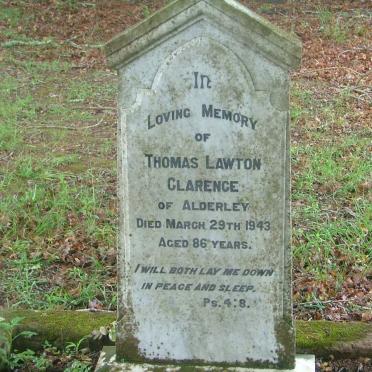 In
Loving Memory
of
Thomas Lawton
Clarence
of Alderley
Died March 29th 1943
Aged 86 years.
I will both lay me down
in peace and sleep.
Ps. 4:8.